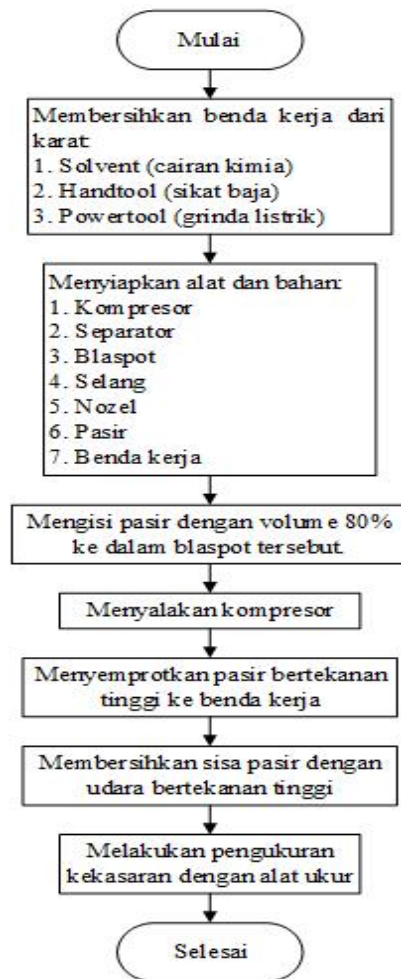 Mulai
Membersihkan benda kerja dari
karat:
1. Solvent (cairan kimia)
2. Handtool (sikat baja)
3. Powertool (grinda listrik)
Menyiapkan alat dan bahan:
1. Kompresor
2. Separator
3. Blaspot
4. Selang
5. Nozel
6. Pasir
7. Benda kerja
Mengisi pasir dengan volume 80%
ke dalam blaspot tersebut.
Menyalakan kompresor
Menyemprotkan pasir bertekanan
tinggi ke benda kerja
Membersihkan sisa pasir dengan
udara bertekanan tinggi
Melakukan pengukuran
kekasaran dengan alat ukur
Selesai